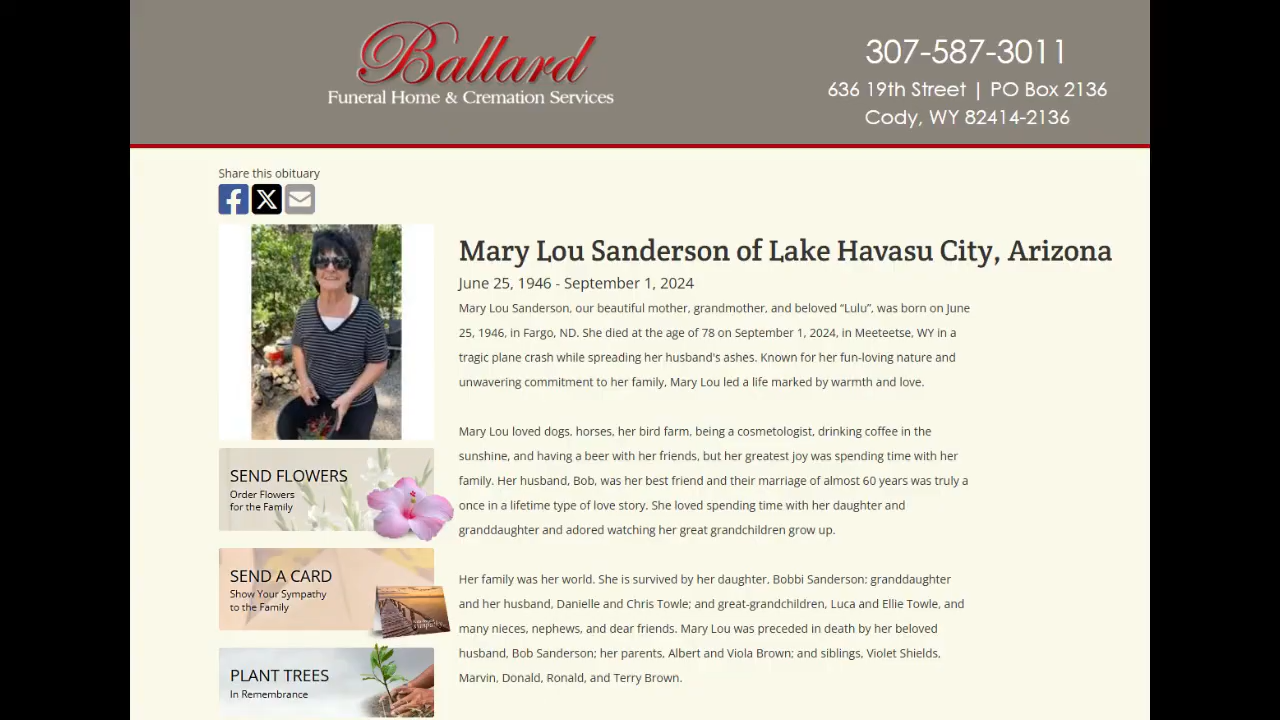 Ballard
Funeral Home & Cremation Services
307-587-3011
636 19th Street | PO Box 2136
Cody, WY 82414-2136
Share this obituary
Mary Lou Sanderson of Lake Havasu City, Arizona
June 25, 1946 - September 1, 2024
Mary Lou Sanderson, our beautiful mother, grandmother, and beloved “Lulu”, was born on June
25, 1946, in Fargo, ND. She died at the age of 78 on September 1, 2024, in Meeteetse, WY in a
tragic plane crash while spreading her husband's ashes. Known for her fun-loving nature and
unwavering commitment to her family, Mary Lou led a life marked by warmth and love.
Mary Lou loved dogs, horses, her bird farm, being a cosmetologist, drinking coffee in the
sunshine, and having a beer with her friends, but her greatest joy was spending time with her
family. Her husband, Bob, was her best friend and their marriage of almost 60 years was truly a
once in a lifetime type of love story. She loved spending time with her daughter and
granddaughter and adored watching her great grandchildren grow up.
Her family was her world. She is survived by her daughter, Bobbi Sanderson; granddaughter
and her husband, Danielle and Chris Towle; and great-grandchildren, Luca and Ellie Towle, and
many nieces, nephews, and dear friends. Mary Lou was preceded in death by her beloved
husband, Bob Sanderson; her parents, Albert and Viola Brown; and siblings, Violet Shields,
Marvin, Donald, Ronald, and Terry Brown.
SEND FLOWERS
Order Flowers
for the Family
SEND A CARD
Show Your Sympathy
to the Family
PLANT TREES
In Remembrance